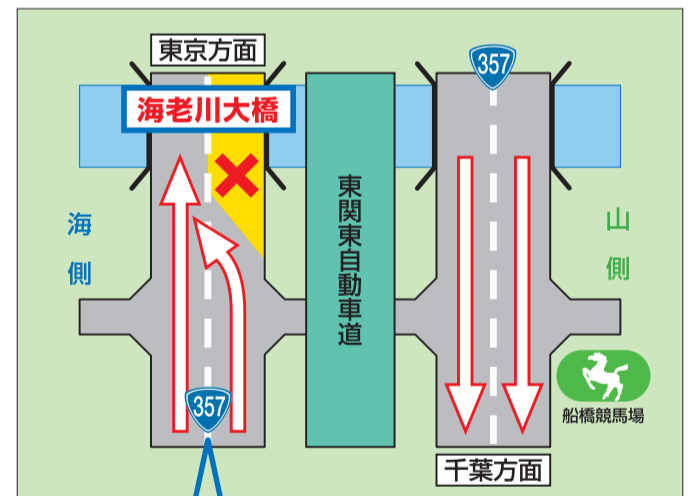 東京方面
357
海老川大橋
東関東自動車道
海側
山側
船橋競馬場
357
千葉方面